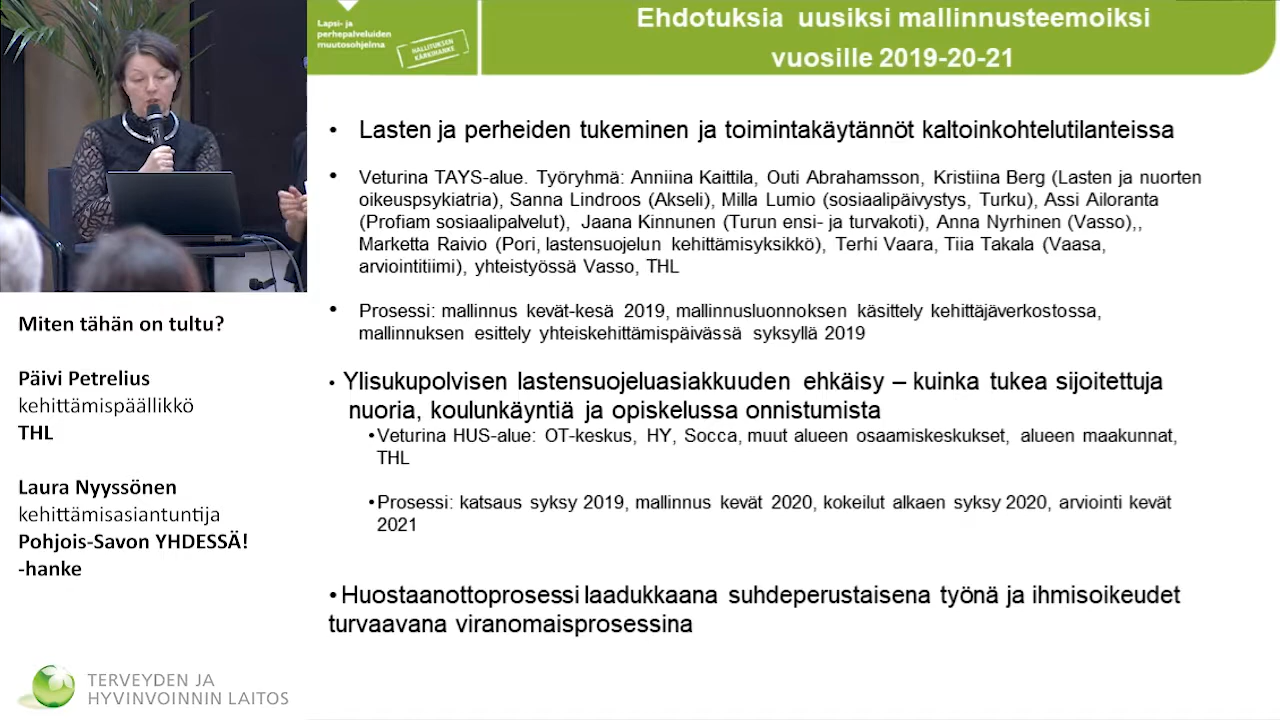 Lapsi- ja
perhepalveluiden
muutosohjelma
HALLITUKSEN
KÄRKIHANKE
Ehdotuksia uusiksi mallinnusteemoiksi
vuosille 2019-20-21
• Lasten ja perheiden tukeminen ja toimintakäytännöt kaltoinkohtelutilanteissa
• Veturina TAYS-alue. Työryhmä: Anniina Kaittila, Outi Abrahamsson, Kristiina Berg (Lasten ja nuorten
oikeuspsykiatria), Sanna Lindroos (Akseli), Milla Lumio (sosiaalipäivystys, Turku), Assi Ailoranta
(Profiam sosiaalipalvelut), Jaana Kinnunen (Turun ensi- ja turvakoti), Anna Nyrhinen (Vasso),,
Marketta Raivio (Pori, lastensuojelun kehittämisyksikkö), Terhi Vaara, Tiia Takala (Vaasa,
arviointitiimi), yhteistyössä Vasso, THL
• Prosessi: mallinnus kevät-kesä 2019, mallinnusluonnoksen käsittely kehittäjäverkostossa,
mallinnuksen esittely yhteiskehittämispäivässä syksyllä 2019
• Ylisukupolvisen lastensuojeluasiakkuuden ehkäisy – kuinka tukea sijoitettuja
nuoria, koulunkäyntiä ja opiskelussa onnistumista
•Veturina HUS-alue: OT-keskus, HY, Socca, muut alueen osaamiskeskukset, alueen maakunnat,
THL
•Prosessi: katsaus syksy 2019, mallinnus kevät 2020, kokeilut alkaen syksy 2020, arviointi kevät
2021
•Huostaanottoprosessi laadukkaana suhdeperustaisena työnä ja ihmisoikeudet
turvaavana viranomaisprosessina
Miten tähän on tultu?
Päivi Petrelius
kehittämispäällikkö
THL
Laura Nyyssönen
kehittämisasiantuntija
Pohjois-Savon YHDESSÄ!
-hanke
TERVEYDEN JA
HYVINVOINNIN LAITOS